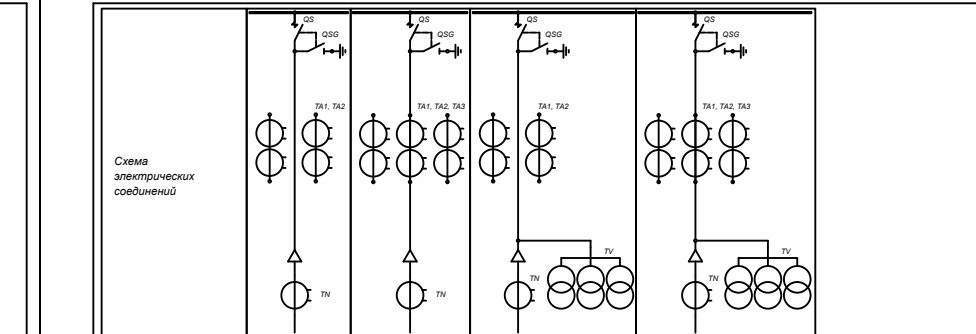 QS
QSG
QS
QSG
QS
QSG
QS
QSG
TA1, TA2
TA1, TA2, TA3
TA1, TA2
TA1, TA2, TA3
Схема
электрических
соединений
TV
TV
TN
TN
TN
TN